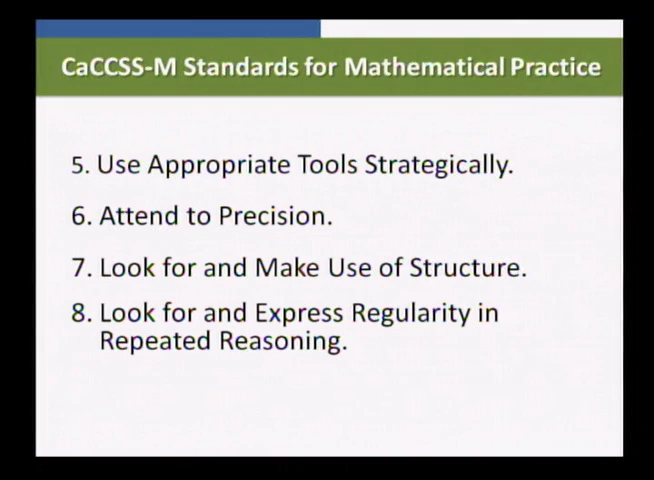 CaCCSS-M Standards for Mathematical Practice
5. Use Appropriate Tools Strategically.
6. Attend to Precision.
7. Look for and Make Use of Structure.
8. Look for and Express Regularity in
Repeated Reasoning.